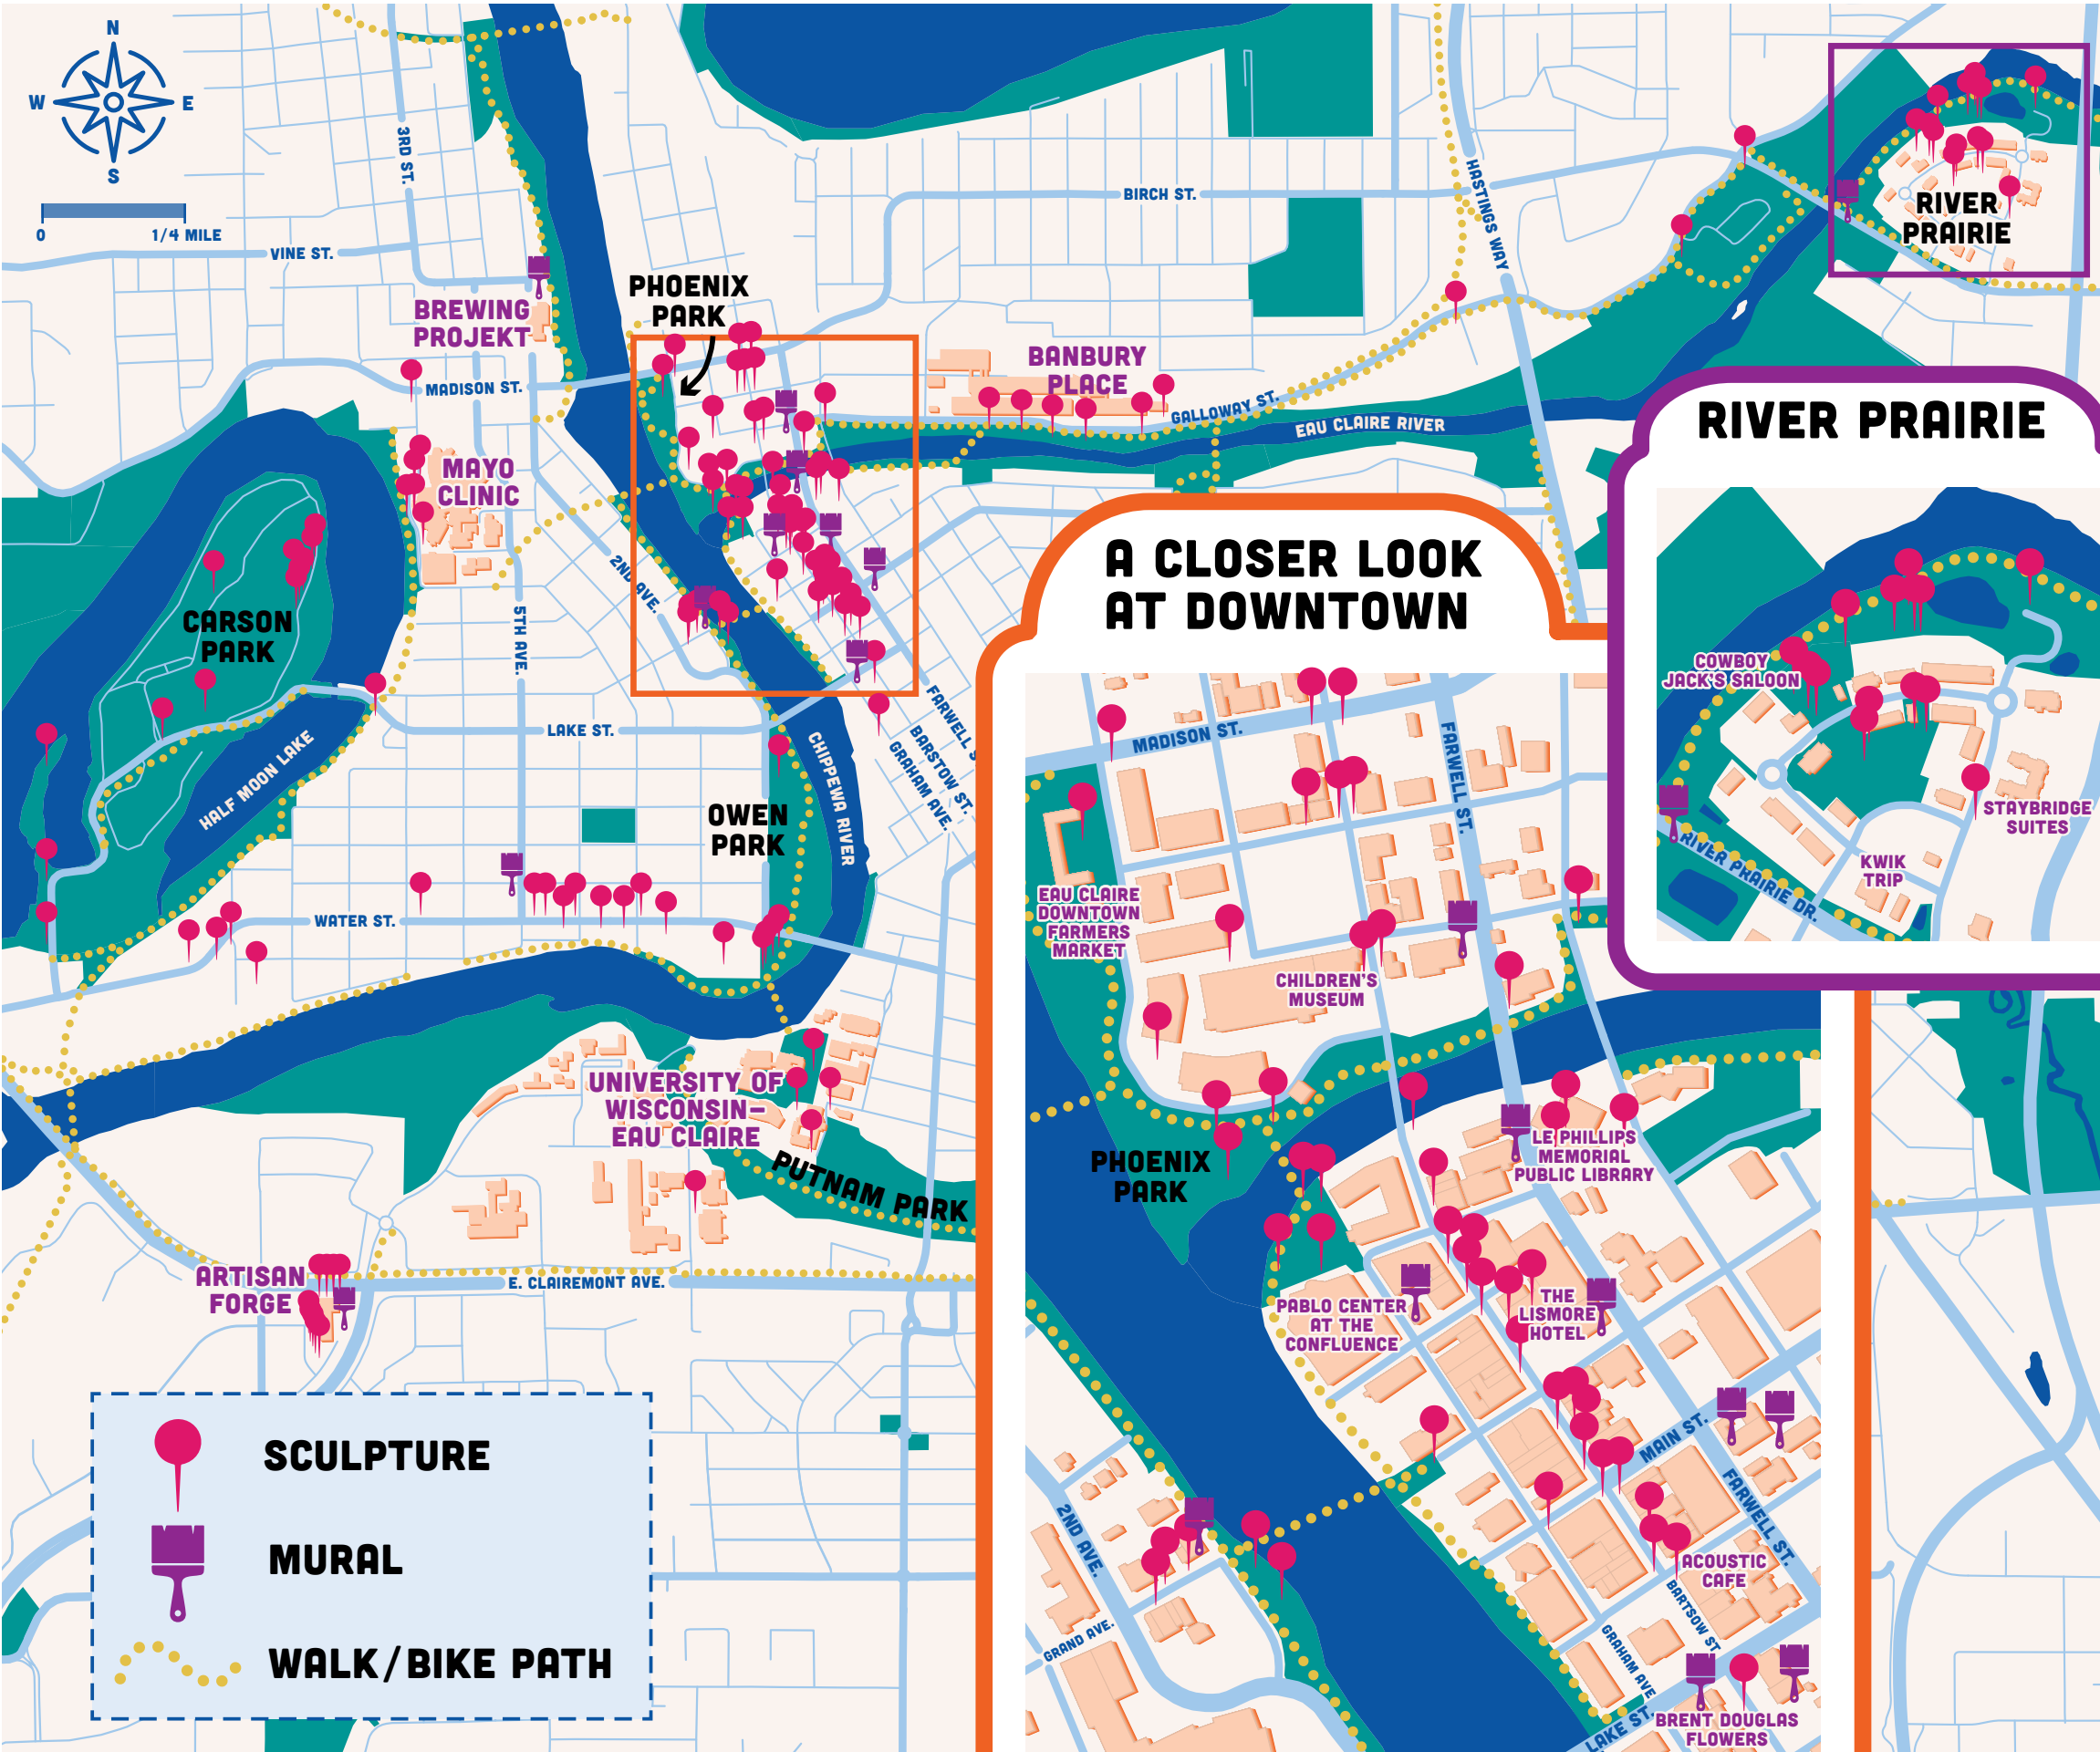 N
W
E
S
0
1/4 MILE
3RD ST.
VINE ST.
BIRCH ST.
HASTINGS WAY
RIVER
PRAIRIE
BREWING
PROJEKT
PHOENIX
PARK
MADISON ST.
BANBURY
PLACE
GALLOWAY ST.
EAU CLAIRE RIVER
MAYO
CLINIC
2ND AVE.
5TH AVE.
CARSON
PARK
HALF MOON LAKE
LAKE ST.
CHIPPEWA RIVER
FARWELL S
BARSTOW ST.
GRAHAM AVE.
OWEN
PARK
WATER ST.
UNIVERSITY OF
WISCONSIN–
EAU CLAIRE
PUTNAM PARK
ARTISAN
FORGE
E. CLAIREMONT AVE.
SCULPTURE
MURAL
WALK/BIKE PATH
RIVER PRAIRIE
COWBOY
JACK'S SALOON
STAYBRIDGE
SUITES
KWIK
TRIP
RIVER PRAIRIE DR.
A CLOSER LOOK
AT DOWNTOWN
MADISON ST.
FARWELL ST.
EAU CLAIRE
DOWNTOWN
FARMERS
MARKET
CHILDREN'S
MUSEUM
PHOENIX
PARK
LE PHILLIPS
MEMORIAL
PUBLIC LIBRARY
PABLO CENTER
AT THE
CONFLUENCE
THE
LISMORE
HOTEL
MAIN ST.
FARWELL ST.
2ND AVE.
GRAND AVE.
ACOUSTIC
CAFE
BARTSOW ST
GRAHAM AVE
LAKE ST.
BRENT DOUGLAS
FLOWERS